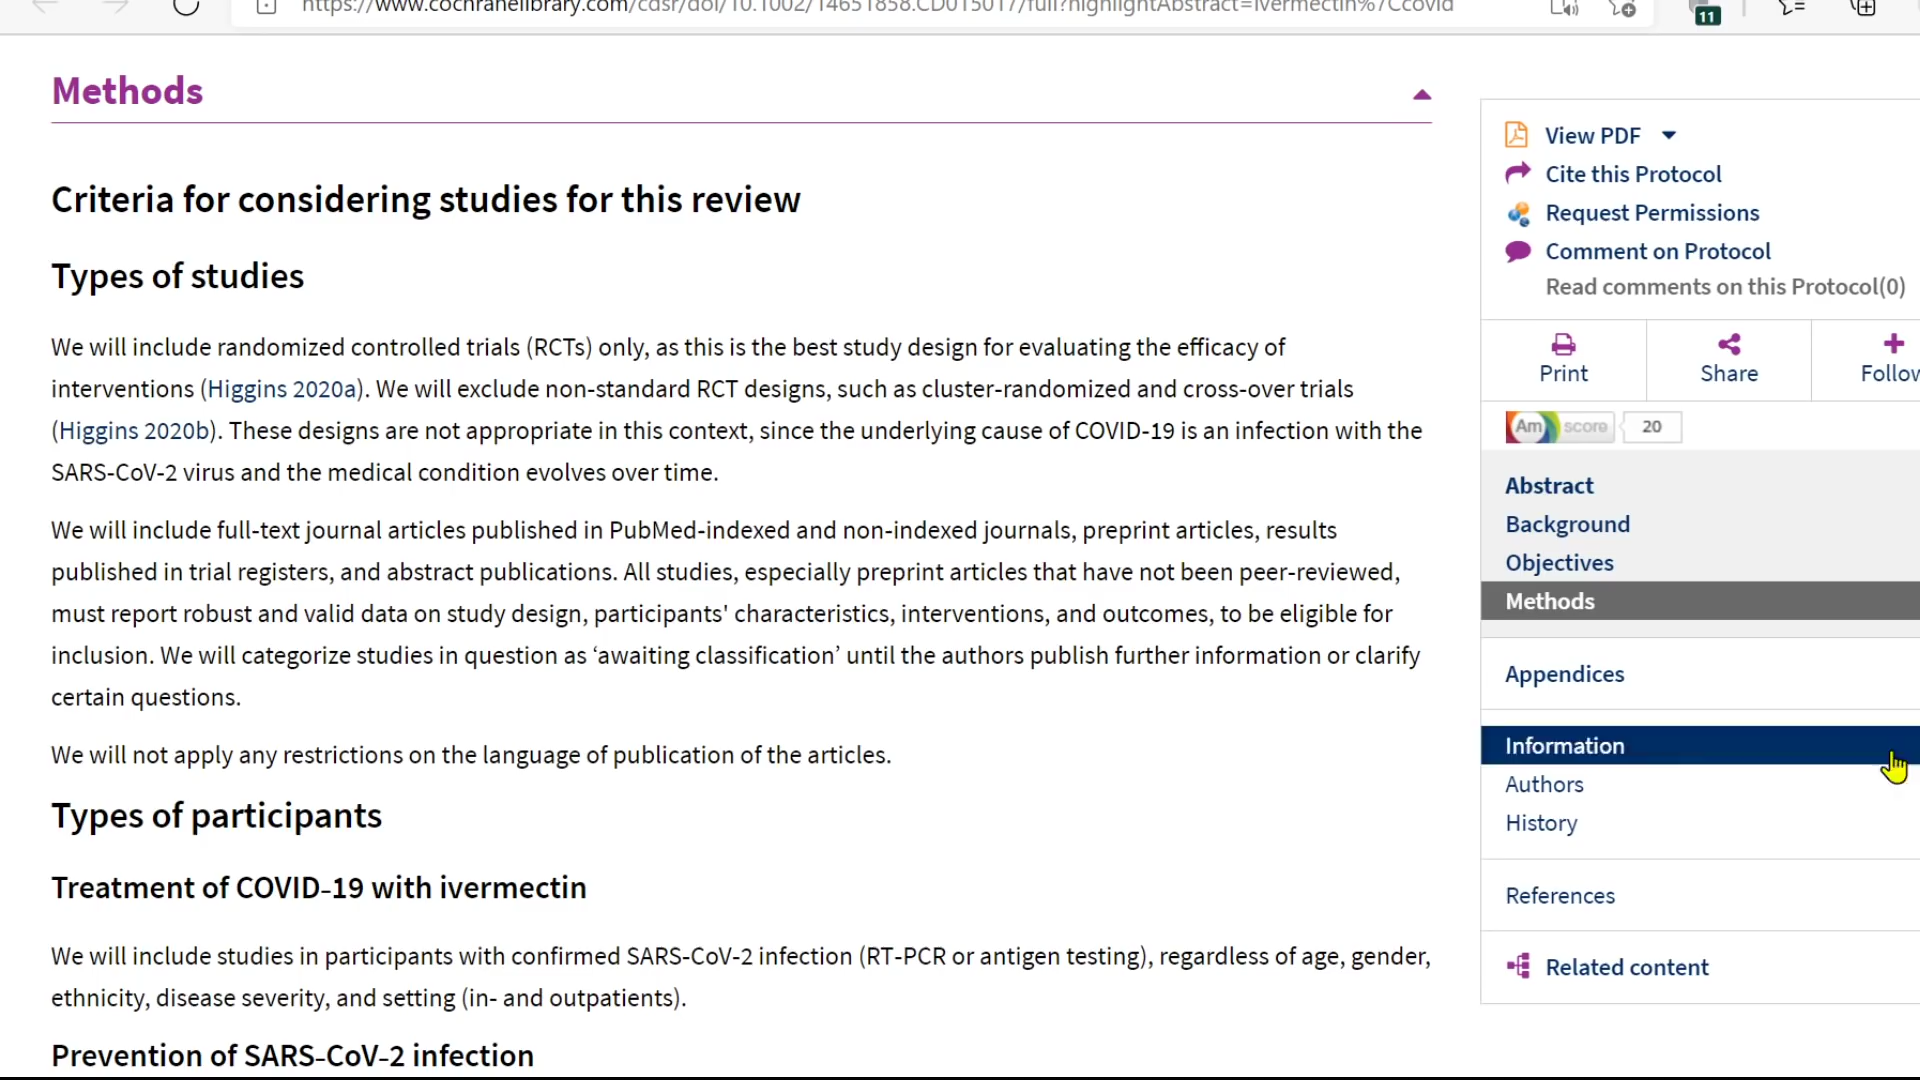 https://www.cochranelibrary.com/cdsr/doi/10.1002/14651858.CD015017/full?highlightAbstract=ivermectin%7Ccovid
11
Methods
Criteria for considering studies for this review
Types of studies
We will include randomized controlled trials (RCTs) only, as this is the best study design for evaluating the efficacy of
interventions (Higgins 2020a). We will exclude non-standard RCT designs, such as cluster-randomized and cross-over trials
(Higgins 2020b). These designs are not appropriate in this context, since the underlying cause of COVID-19 is an infection with the
SARS-CoV-2 virus and the medical condition evolves over time.
We will include full-text journal articles published in PubMed-indexed and non-indexed journals, preprint articles, results
published in trial registers, and abstract publications. All studies, especially preprint articles that have not been peer-reviewed,
must report robust and valid data on study design, participants' characteristics, interventions, and outcomes, to be eligible for
inclusion. We will categorize studies in question as ‘awaiting classification’ until the authors publish further information or clarify
certain questions.
We will not apply any restrictions on the language of publication of the articles.
Types of participants
Treatment of COVID-19 with ivermectin
We will include studies in participants with confirmed SARS-CoV-2 infection (RT-PCR or antigen testing), regardless of age, gender,
ethnicity, disease severity, and setting (in- and outpatients).
Prevention of SARS-CoV-2 infection
View PDF
Cite this Protocol
Request Permissions
Comment on Protocol
Read comments on this Protocol(0)
Print
Share
Follow
Am score 20
Abstract
Background
Objectives
Methods
Appendices
Information
Authors
History
References
Related content